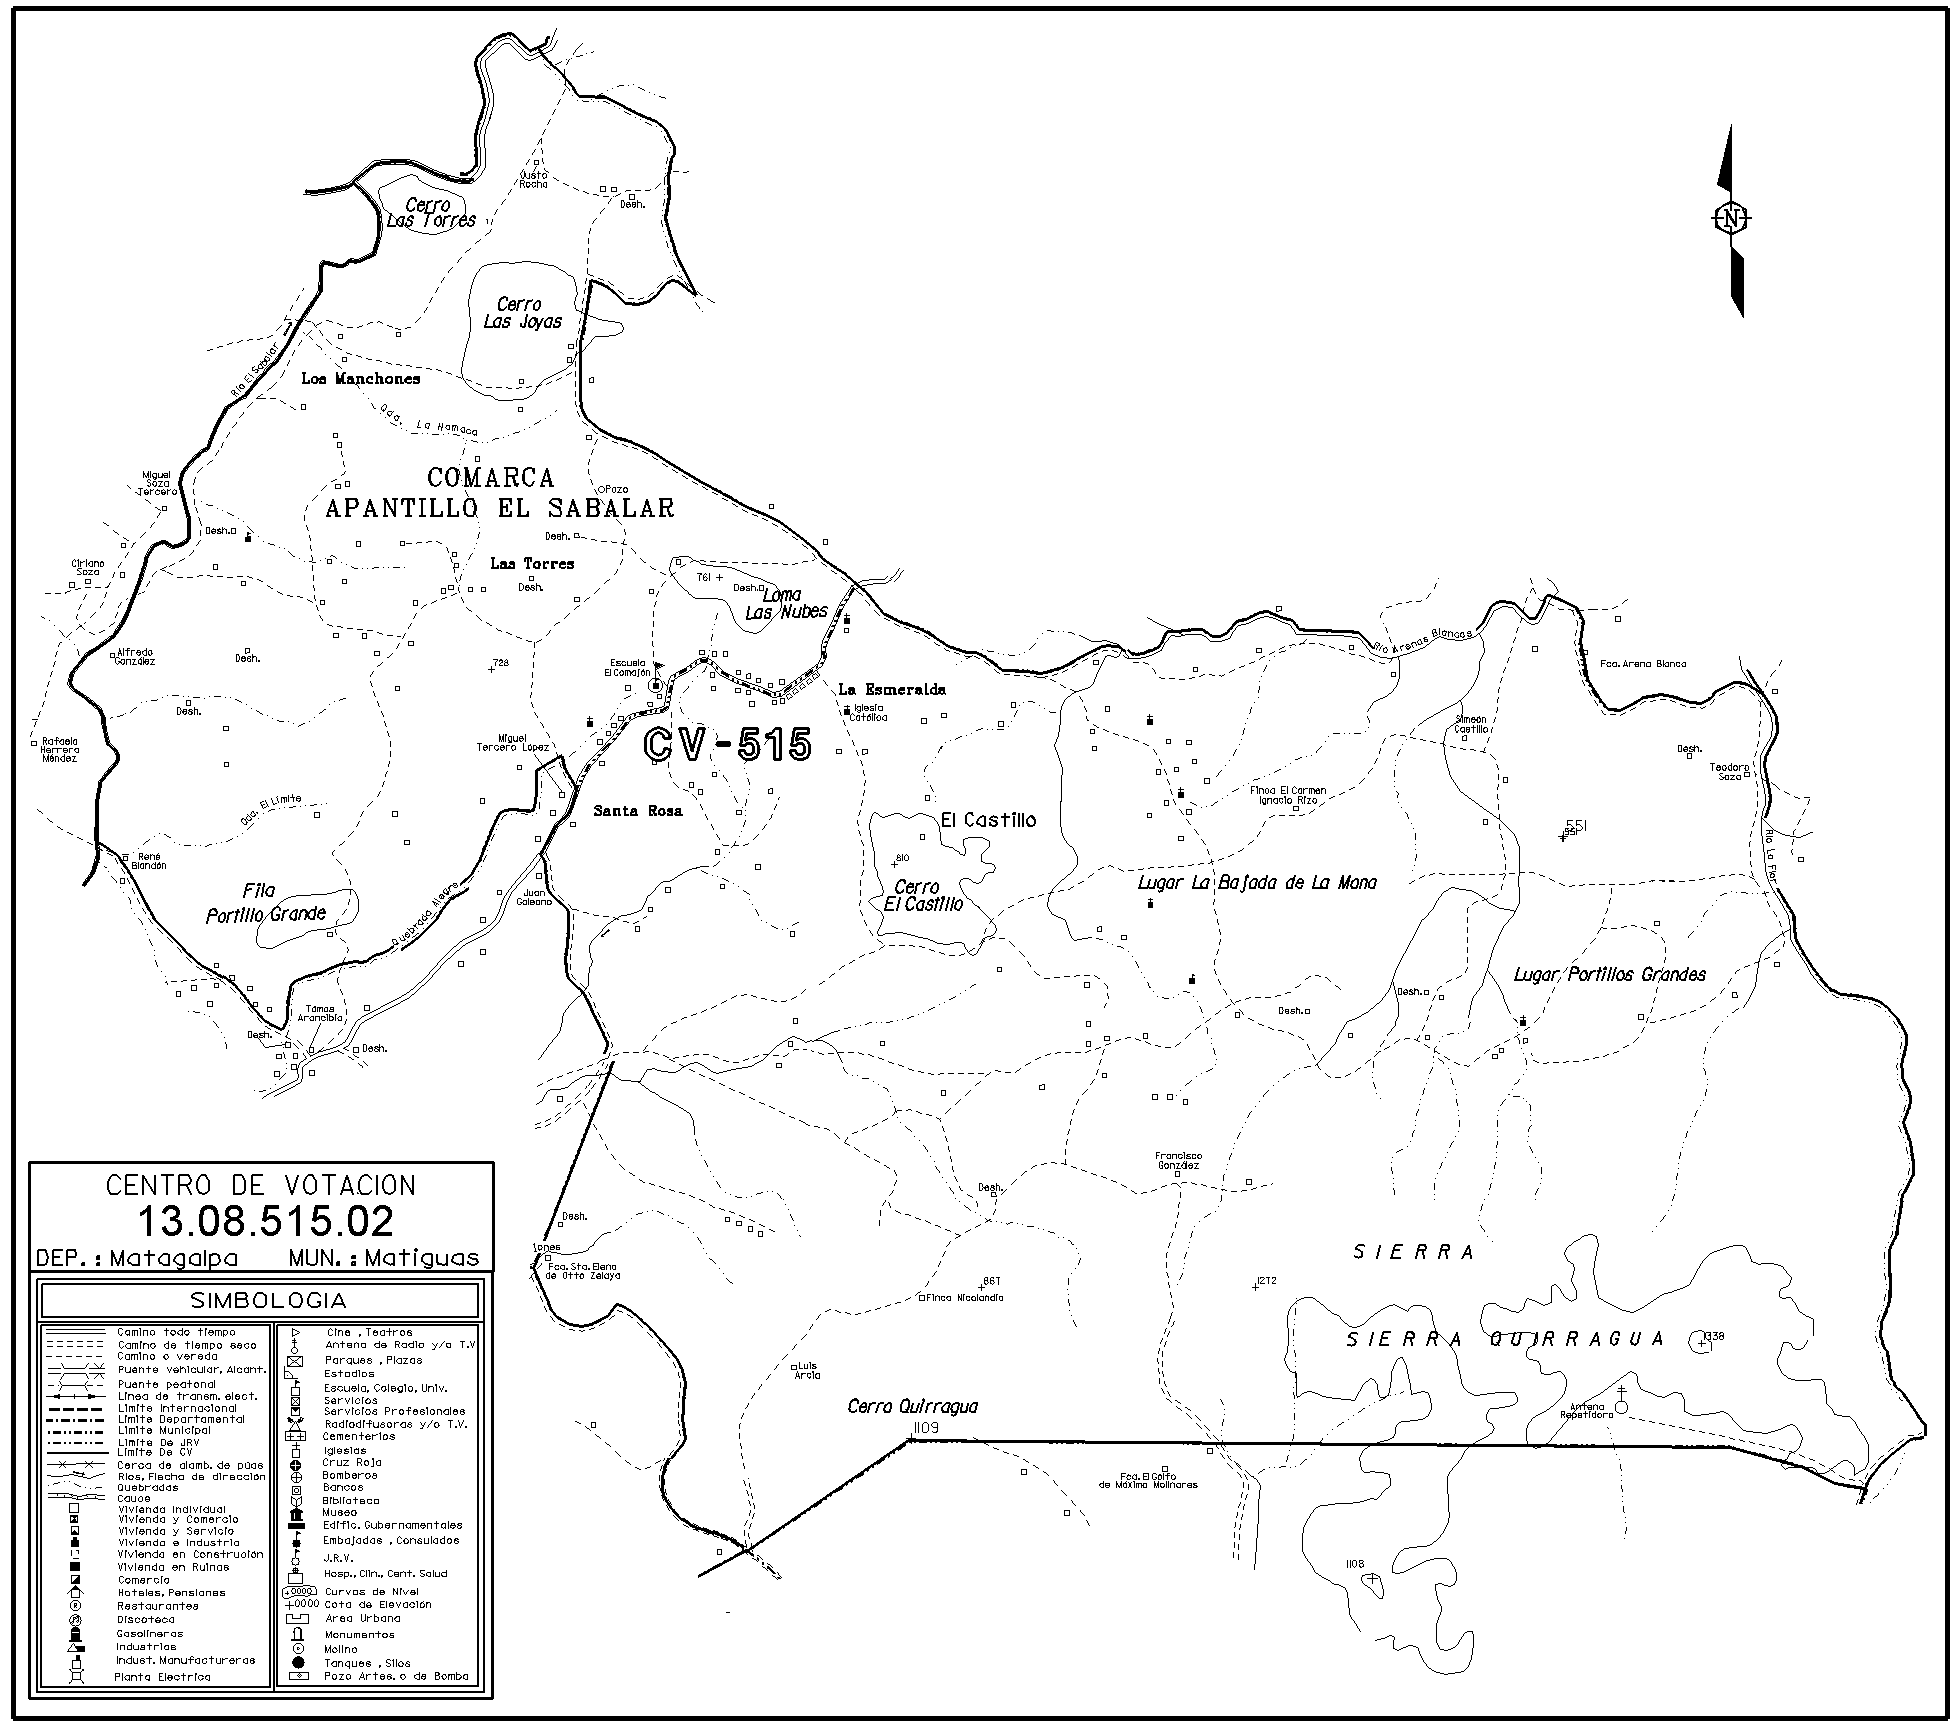 Cerro
Las Torres
Justo
Rocha
Desh.
N
Cerro
Las Joyas
Río El Sabalar
Los Manchones
Qda. La Hamaca
COMARCA
APANTILLO EL SABALAR
Miguel
Soza
Tercero
Pozo
Desh.
Desh.
Las Torres
Desh.
Ciriano
Soza
761
Desh.
Loma
Las Nubes
Alfredo
González
Desh.
728
Escuela
El Comajón
Río Arenas Blancas
Fca. Arena Blanca
La Esmeralda
Iglesia
Católica
Desh.
Simeón
Castillo
Rafaela
Herrera
Méndez
Miguel
Tercero López
CV-515
Desh.
Teodoro
Soza
Finca El Carmen
Ignacio Rizo
Qda. El Límite
Santa Rosa
El Castillo
551
551
Río La Flor
René
Blandón
810
Cerro
El Castillo
Lugar La Bajada de La Mona
Fila
Portillo Grande
Juan
Galeano
Quebrada Alegre
Lugar Portillos Grandes
Desh.
Desh.
Tomas
Arancibia
Desh.
Desh.
Francisco
González
Desh.
Desh.
Iones
Fca. Sta. Elena
de Otto Zelaya
867
Finca Nicalandia
1272
SIERRA
SIERRA QUIRRAGUA
1338
Luis
Arcia
Cerro Quirragua
1109
Antena
Repetidora
Fca. El Golfo
de Máximo Molinares
1108
CENTRO DE VOTACION
13.08.515.02
DEP.: Matagalpa MUN.: Matiguas
SIMBOLOGIA
Camino todo tiempo
Camino de tiempo seco
Camino o vereda
Puente vehicular, Alcant.
Puente peatonal
Línea de transm. elect.
Limite Internacional
Limite Departamental
Limite Municipal
Limite De JRV
Limite De CV
Cerca de alamb. de púas
Ríos, Flecha de dirección
Quebradas
Cauce
Vivienda Individual
Vivienda y Comercio
Vivienda y Servicio
Vivienda e Industria
Vivienda en Construción
Vivienda en Ruinas
Comercio
Hoteles, Pensiones
Restaurantes
Discoteca
Gasolineras
Industrias
Indust. Manufactureras
Planta Electrica
Cine , Teatros
Antena de Radio y/o T.V
Parques , Plazas
Estadios
Escuela, Colegio, Univ.
Servicios
Servicios Profesionales
Radiodifusoras y/o T.V.
Cementerios
Iglesias
Cruz Roja
Bomberos
Bancos
Biblioteca
Museo
Edific. Gubernamentales
Embajadas , Consulados
J.R.V.
Hosp., Clin., Cent. Salud
Curvas de Nivel
+0000 Cota de Elevación
Area Urbana
Monumentos
Molino
Tanques , Silos
Pozo Artes. o de Bomba